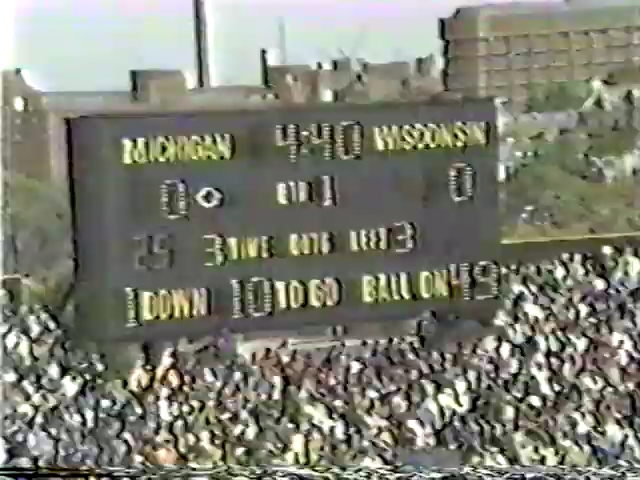 MICHIGAN 4:40 WISCONSIN
0 QTR 1 0
25 3 TIME OUTS LEFT 3
1 DOWN 10 TO GO BALL ON 49